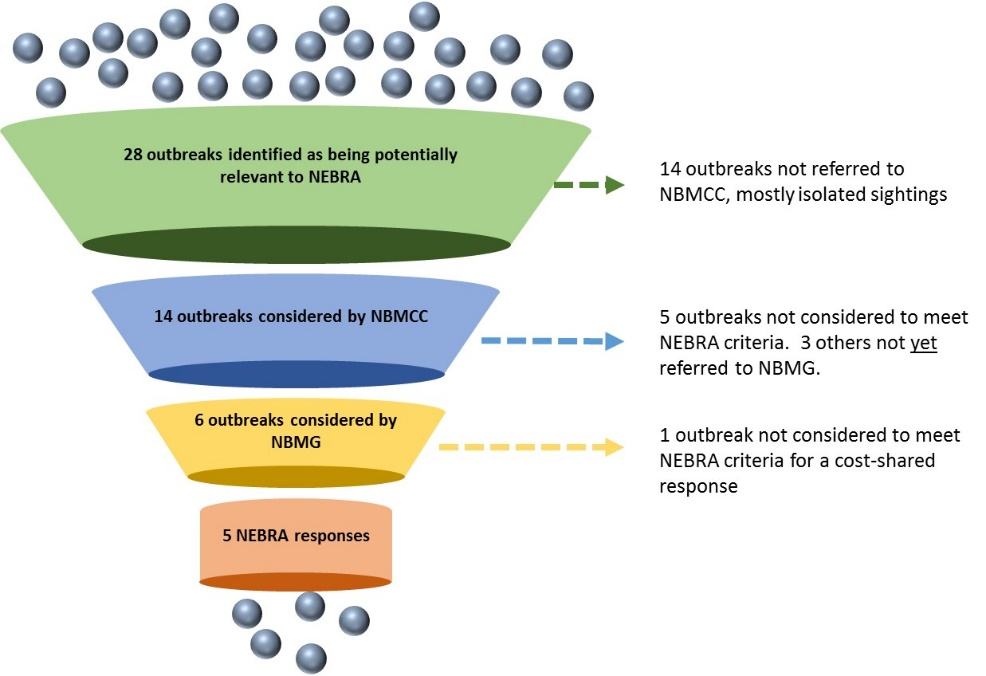 28 outbreaks identified as being potentially
relevant to NEBRA
14 outbreaks not referred to
NBMCC, mostly isolated sightings
14 outbreaks considered by NBMCC
5 outbreaks not considered to meet
NEBRA criteria.  3 others not yet
referred to NBMG.
6 outbreaks considered by
NBMG
1 outbreak not considered to meet
NEBRA criteria for a cost-shared
response
5 NEBRA responses